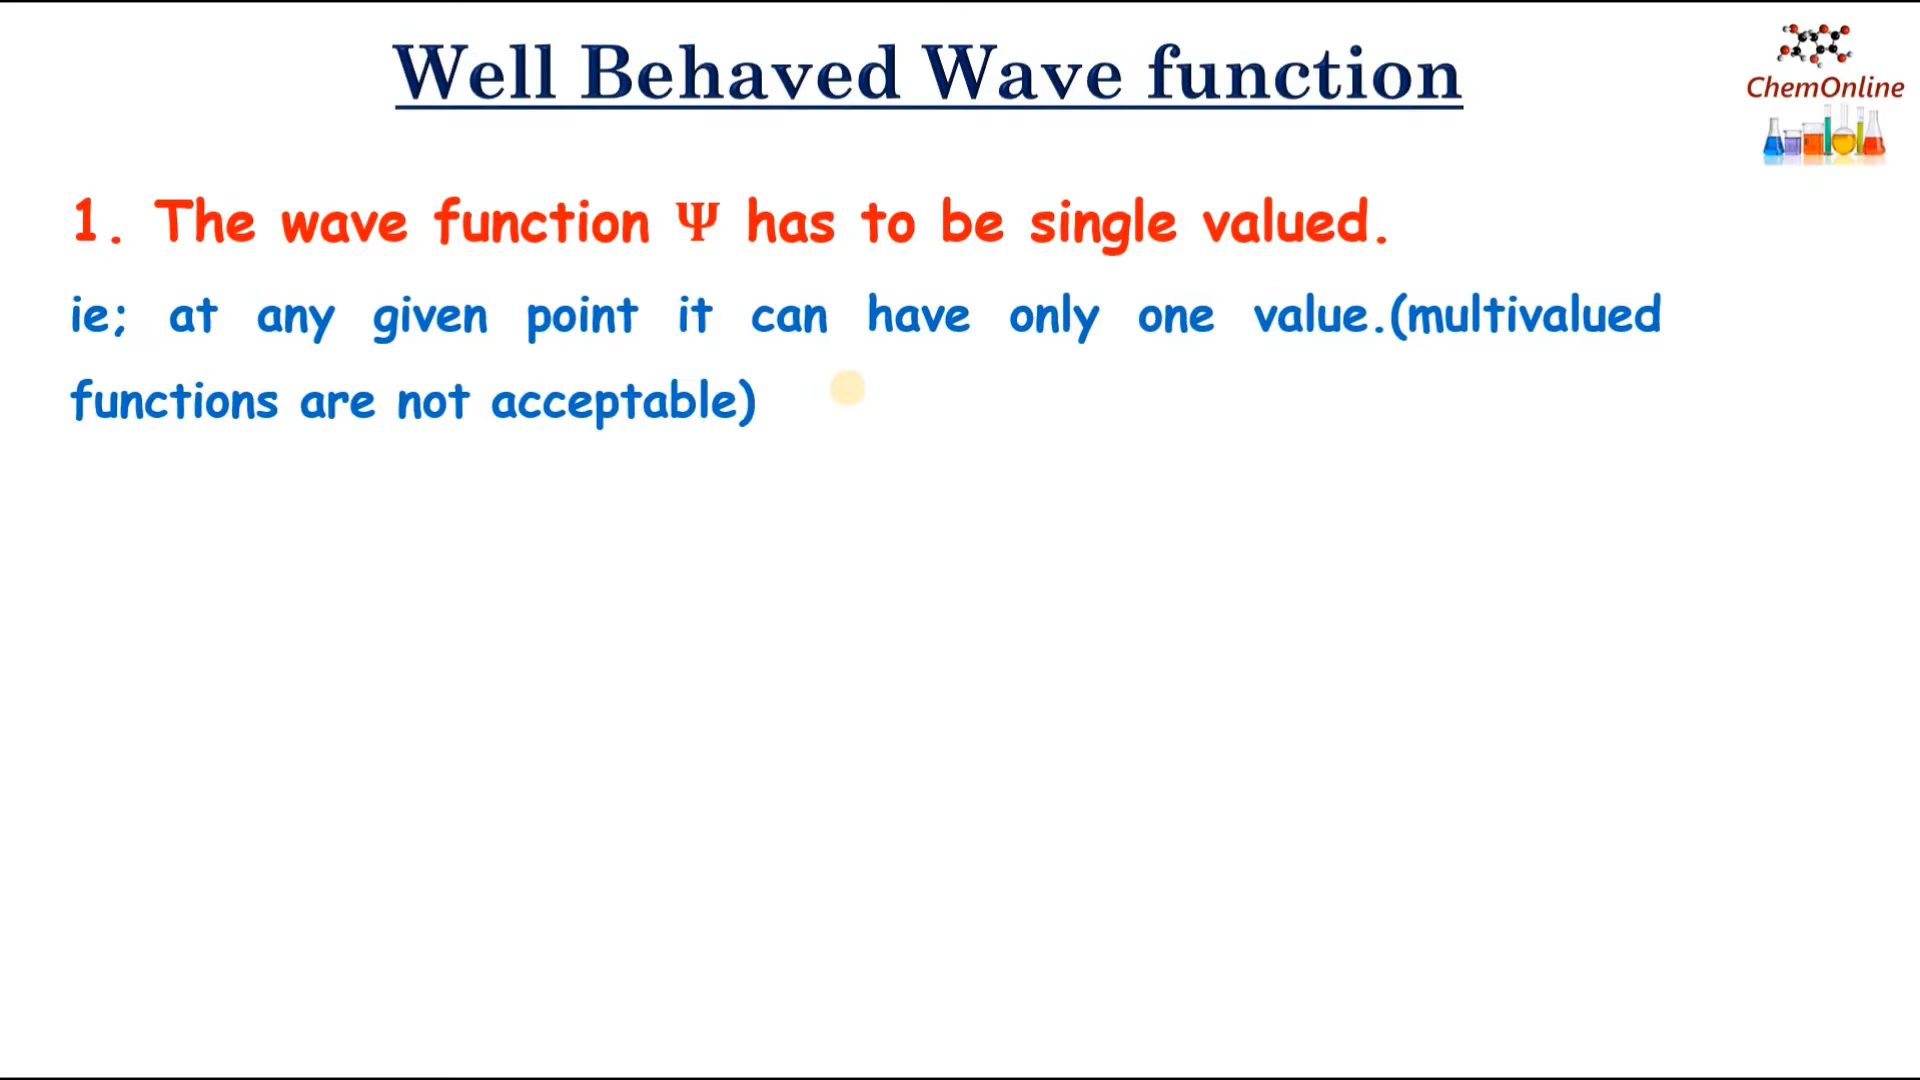 Well Behaved Wave function
ChemOnline
1. The wave function Ψ has to be single valued.
ie; at any given point it can have only one value.(multivalued
functions are not acceptable)